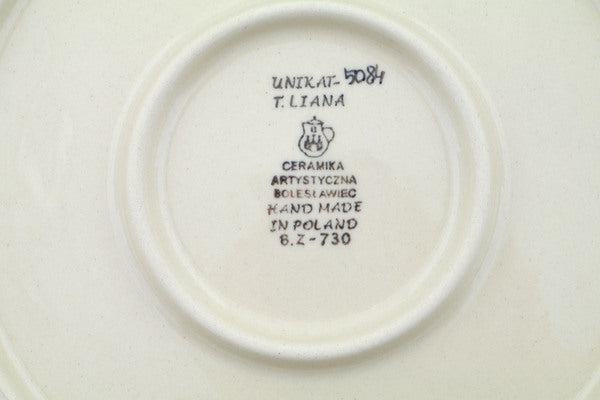 UNIKAT-5084
T. LIANA
CERAMIKA
ARTYSTYCZNA
BOLESŁAWIEC
HAND MADE
IN POLAND
B.Z-730